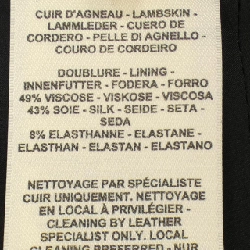 CUIR D'AGNEAU - LAMBSKIN -
LAMMLEDER - CUERO DE
CORDERO - PELLE DI AGNELLO -
COURO DE CORDEIRO
DOUBLURE - LINING -
INNENFUTTER - FODERA - FORRO
49% VISCOSE - VISKOSE - VISCOSA
43% SOIE - SILK - SEIDE - SETA -
SEDA
8% ELASTHANNE - ELASTANE -
ELASTHAN - ELASTAN - ELASTANO
NETTOYAGE PAR SPÉCIALISTE
CUIR UNIQUEMENT. NETTOYAGE
EN LOCAL À PRIVILÉGIER -
CLEANING BY LEATHER
SPECIALIST ONLY. LOCAL
CLEANING PREFERRED - NUR